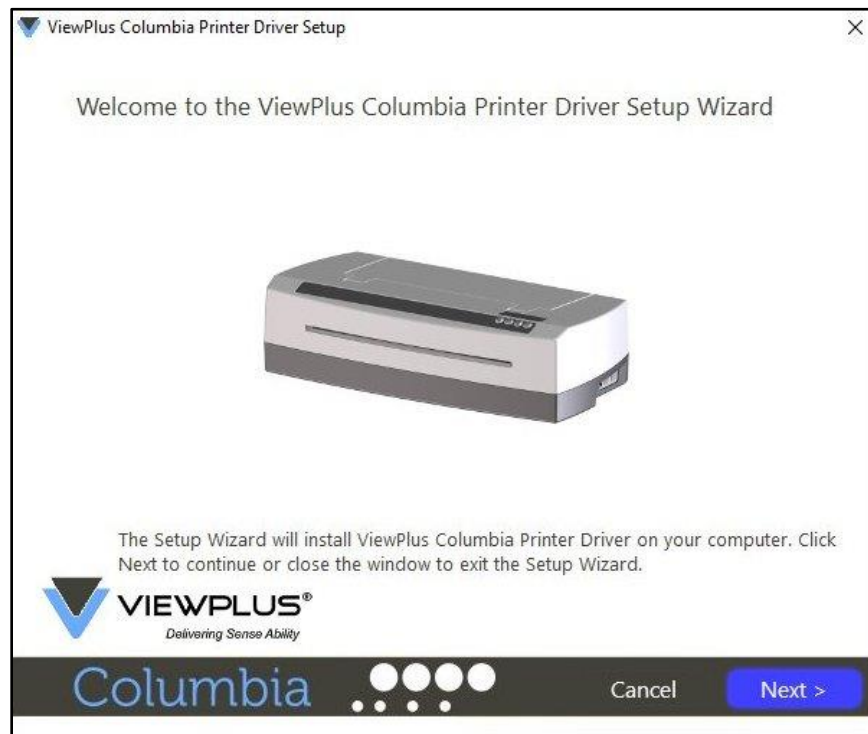 ViewPlus Columbia Printer Driver Setup
Welcome to the ViewPlus Columbia Printer Driver Setup Wizard
The Setup Wizard will install ViewPlus Columbia Printer Driver on your computer. Click
Next to continue or close the window to exit the Setup Wizard.
VIEWPLUS®
Delivering Sense Ability
Columbia
Cancel
Next >